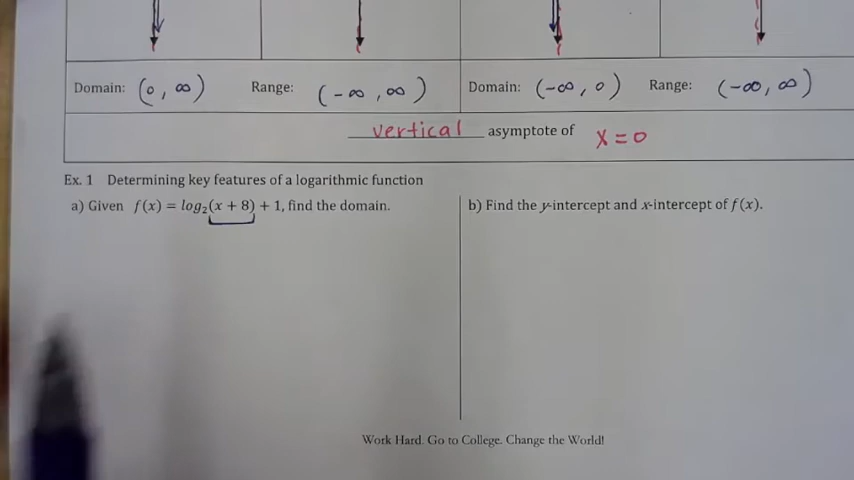 Domain: (0, ∞) Range: (-∞, ∞) Domain: (-∞, 0) Range: (-∞, ∞)
vertical asymptote of x = 0
Ex. 1 Determining key features of a logarithmic function
a) Given f(x) = log₂(x + 8) + 1, find the domain.
b) Find the y-intercept and x-intercept of f(x).
Work Hard. Go to College. Change the World!